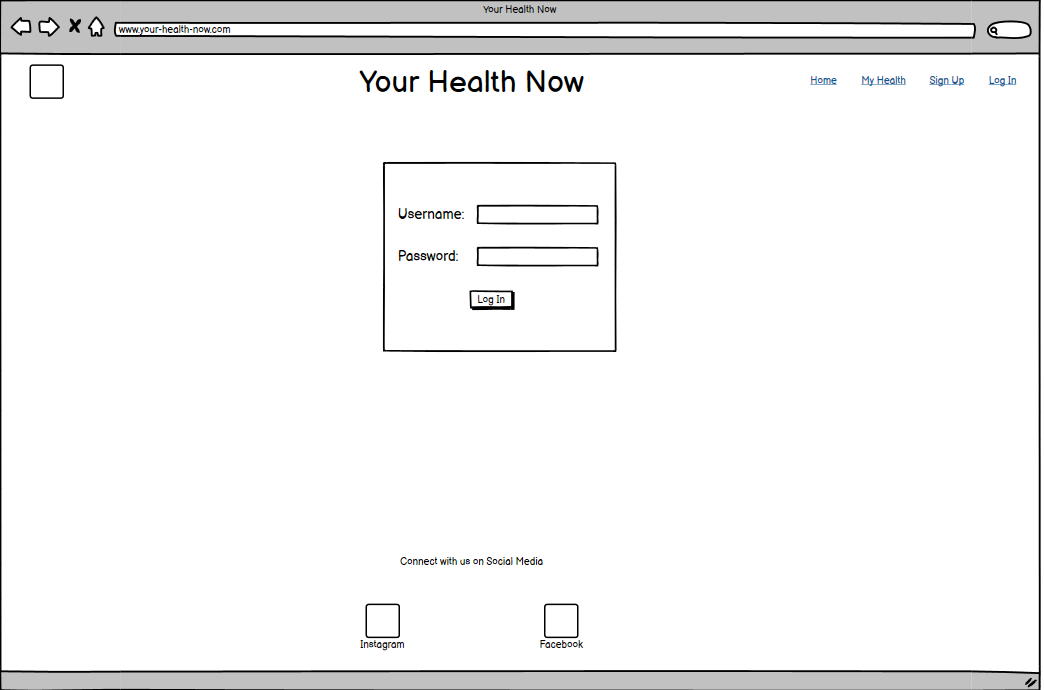 Your Health Now
www.your-health-now.com
Your Health Now
Home My Health Sign Up Log In
Username:
Password:
Log In
Connect with us on Social Media
Instagram Facebook